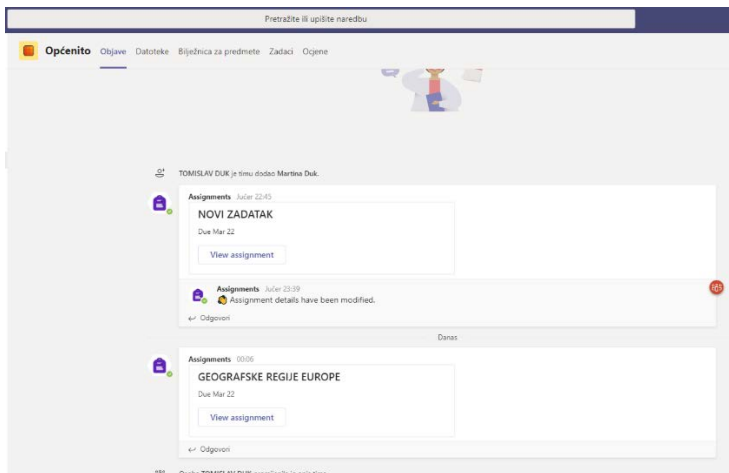 Pretražite ili upišite naredbu
Općenito Objave Datoteke Bilježnica za predmete Zadaci Ocjene
TOMISLAV DUK je timu dodao Martina Duk.
Assignments Jučer 22:45
NOVI ZADATAK
Due Mar 22
View assignment
Assignments Jučer 23:39
Assignment details have been modified.
Odgovori
Danas
Assignments 00:06
GEOGRAFSKE REGIJE EUROPE
Due Mar 22
View assignment
Odgovori
TOMISLAV DUK